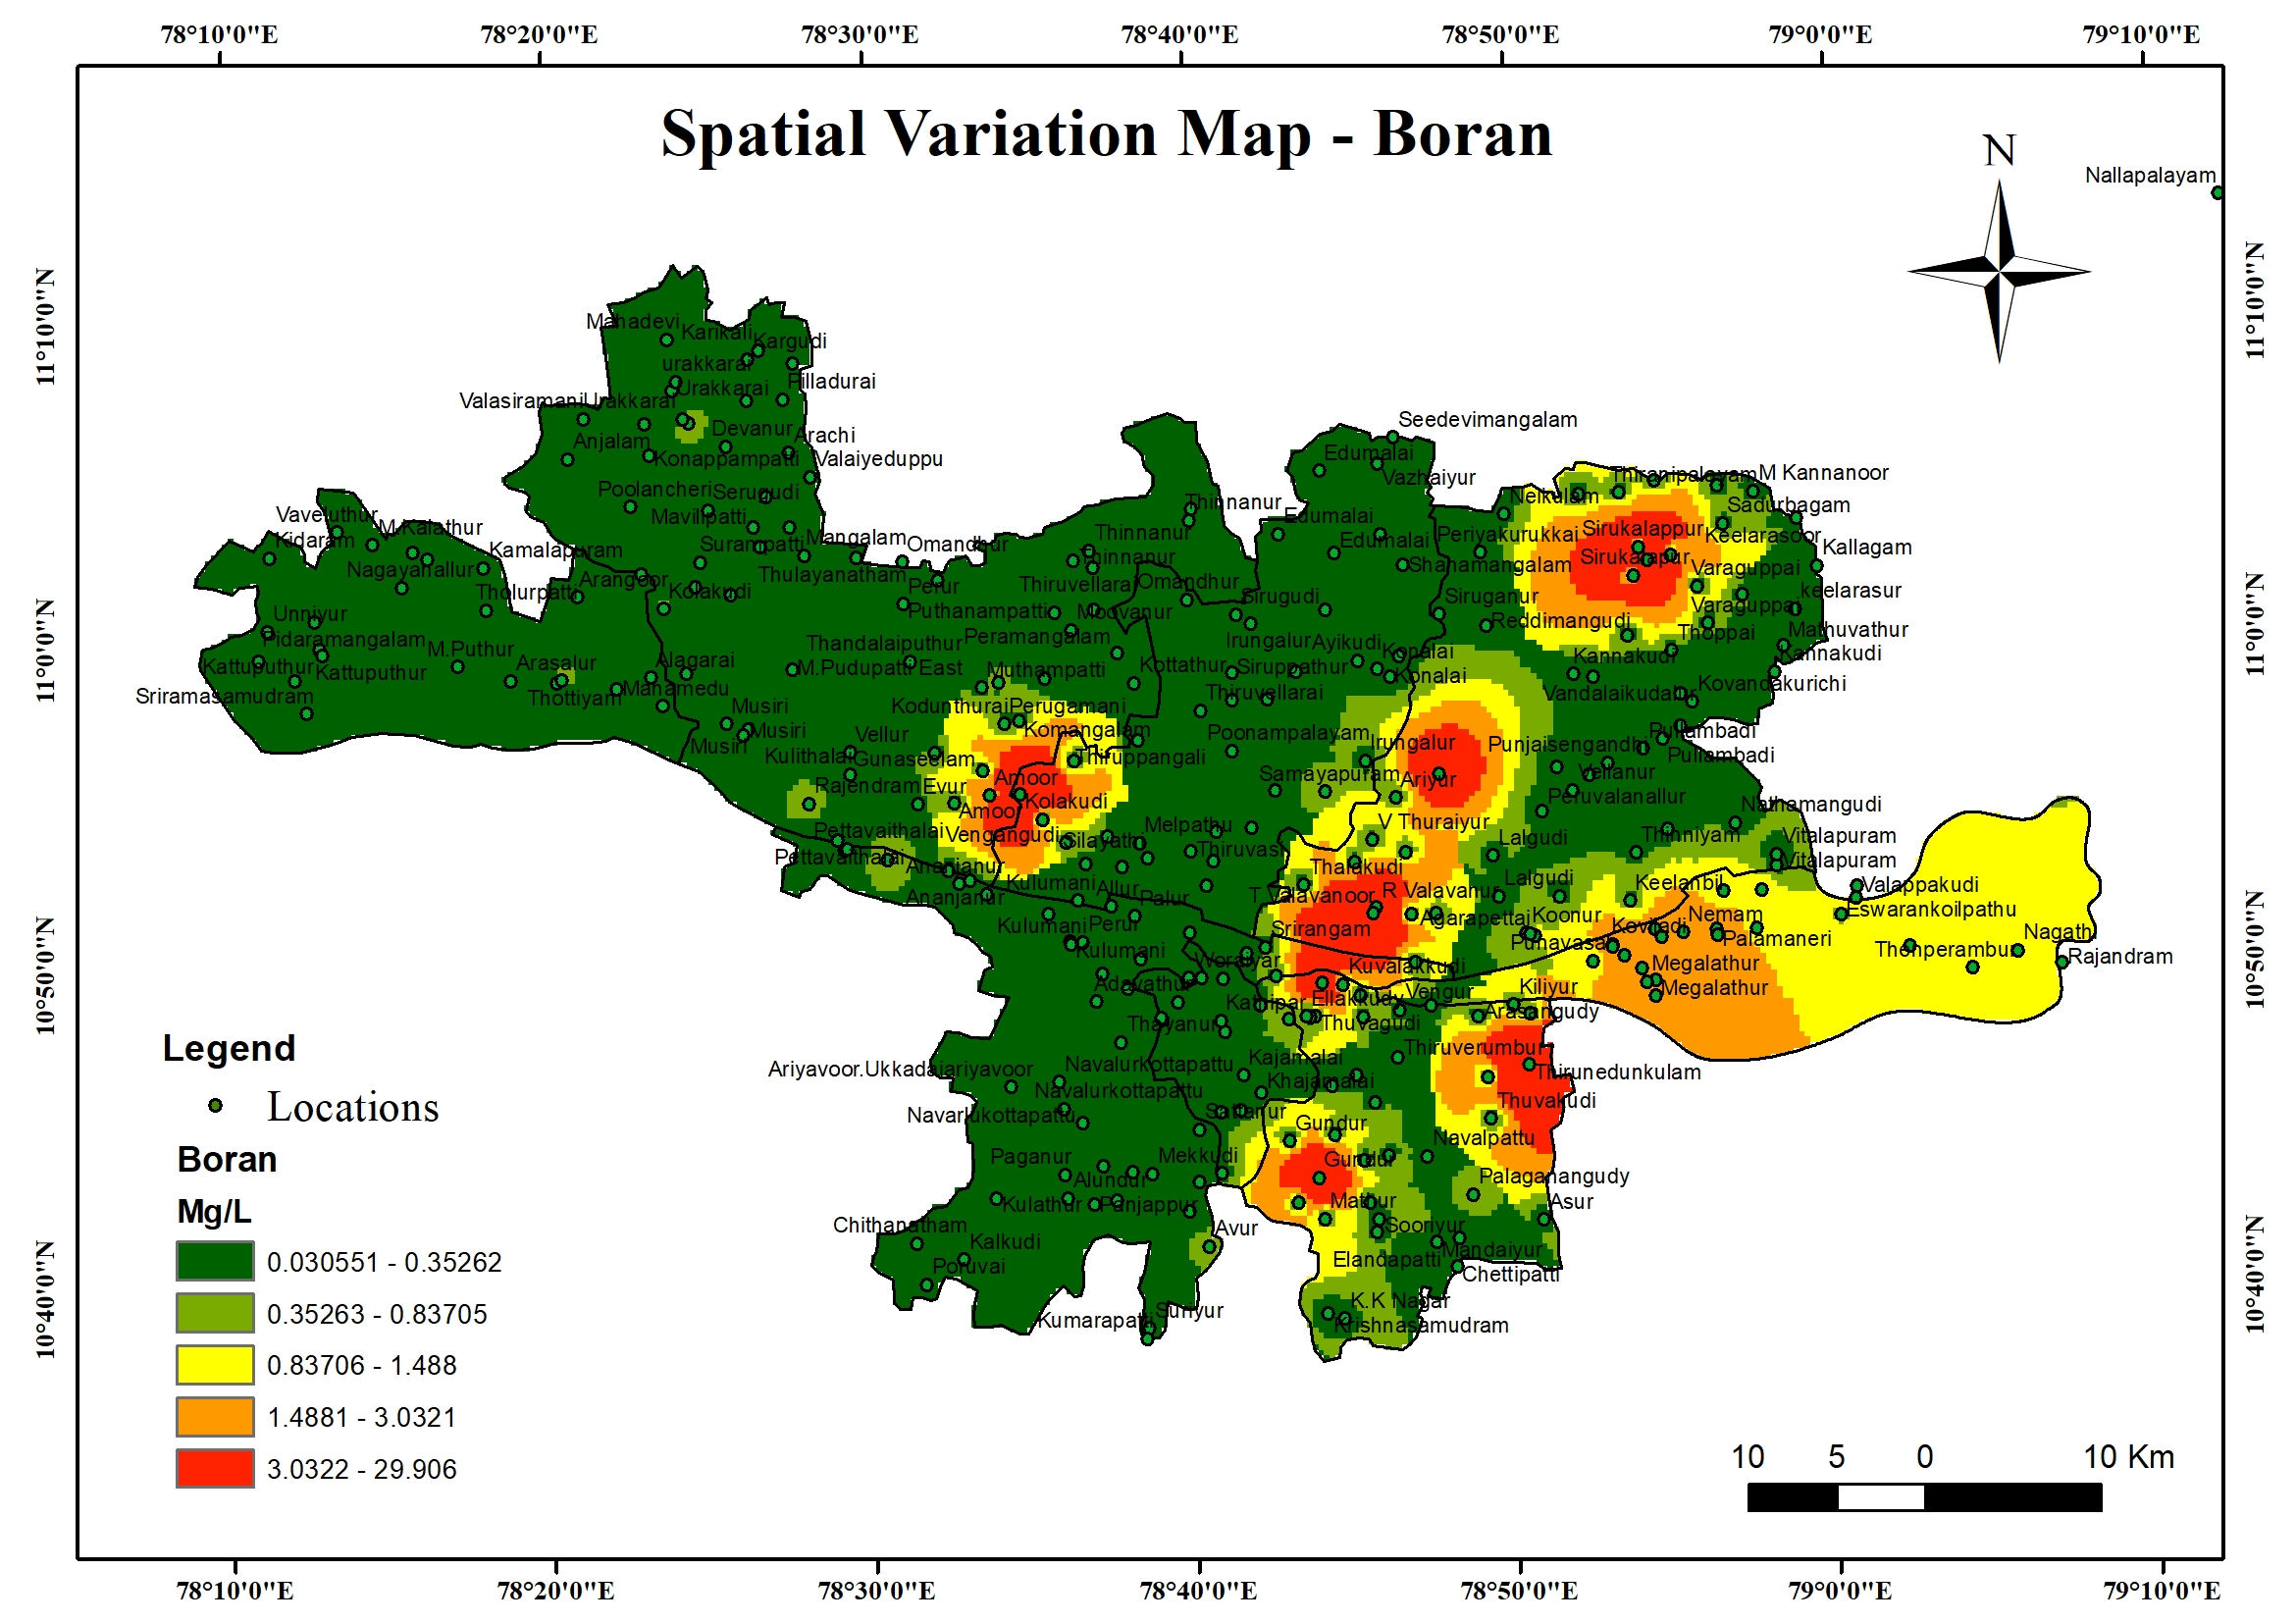 78°10'0"E 78°20'0"E 78°30'0"E 78°40'0"E 78°50'0"E 79°0'0"E 79°10'0"E
Spatial Variation Map - Boran
N
Nallapalayam
11°10'0"N
11°10'0"N
Mahadevi
Karikali
Kargudi
urakkarai
Urakkarai
Pilladurai
Valasiramani
Urakkarai
Devanur
Arachi
Anjalam
Konappampatti
Valaiyeduppu
Seedevimangalam
Edumalai
Vazhaiyur
Poolancheri
Serugudi
Thinnanur
Nelkulam
Thiranipalayam
M Kannanoor
Sadurbagam
Vaveluthur
M.Kalathur
Mavilipatti
Kidaram
Kamalapuram
Surampatti
Mangalam
Omandhur
Thinnanur
Edumalai
Edumalai
Periyakurukkai
Sirukalappur
Keelarasoor
Kallagam
Nagayanallur
Arangoor
Thulayanatham
Perur
Thinnanur
Thiruvellarai
Omandhur
Shanamangalam
Sirukalapur
Varaguppai
keelarasur
Tholurpatti
Kolakudi
Puthanampatti
Moovanur
Sirugudi
Siruganur
Varaguppai
Unniyur
Reddimangudi
Thoppai
Mathuvathur
11°0'0"N
11°0'0"N
Pidaramangalam
M.Puthur
Thandalaiputhur
Peramangalam
Irungalur
Ayikudi
Konalai
Kannakudi
Kannakudi
Kattuputhur
Kattuputhur
Arasalur
Alagarai
M.Pudupatti East
Muthampatti
Kottathur
Siruppathur
Konalai
Sriramasamudram
Thottiyam
Manamedu
Musiri
Kodunthurai
Perugamani
Thiruvellarai
Vandalaikudalur
Kovandakurichi
Musiri
Musiri
Vellur
Komangalam
Poonampalayam
Irungalur
Punjaisengandhi
Pullambadi
Pullambadi
Kulithalai
Gunaseelam
Thiruppangali
Samayapuram
Ariyur
Vellanur
Rajendram
Evur
Amoor
Kolakudi
Peruvalanallur
Nathamangudi
Amoor
Pettavaithalai
Vengangudi
Silayathi
Melpathu
V Thuraiyur
Lalgudi
Thinniyam
Vitalapuram
Pettavaithalai
Ananjanur
Thiruvasi
Thalakudi
Vitalapuram
Ananjanur
Kulumani
Allur
Palur
T Valavanoor
R Valavanur
Lalgudi
Keelanbil
Valappakudi
Kulumani
Perur
Srirangam
Agarapettai
Koonur
Koviladi
Nemam
Eswarankoilpathu
Kulumani
Punavasal
Palamaneri
Thenperambur
Nagathi
Rajandram
10°50'0"N
10°50'0"N
Woraiyur
Kuvalakkudi
Megalathur
Adavathur
Kathipar
Ellakkudy
Vengur
Kiliyur
Megalathur
Thayanur
Thuvagudi
Arasangudy
Ariyavoor.Ukkadaiariyavoor
Navalurkottapattu
Kajamalai
Thiruverumbur
Thirunedunkulam
Navalurkottapattu
Khajamalai
Thuvakudi
Navarlukottapattu
Sattanur
Gundur
Navalpattu
Paganur
Mekkudi
Gundur
Palaganangudy
Alundur
Kulathur
Panjappur
Mathur
Asur
Chithanatham
Avur
Sooriyur
Kalkudi
Elandapatti
Mandaiyur
Poruvai
Chettipatti
10°40'0"N
10°40'0"N
Kumarapatti
Suriyur
K.K Nagar
Krishnasamudram
Legend
Locations
Boran
Mg/L
0.030551 - 0.35262
0.35263 - 0.83705
0.83706 - 1.488
1.4881 - 3.0321
3.0322 - 29.906
10 5 0 10 Km
78°10'0"E 78°20'0"E 78°30'0"E 78°40'0"E 78°50'0"E 79°0'0"E 79°10'0"E